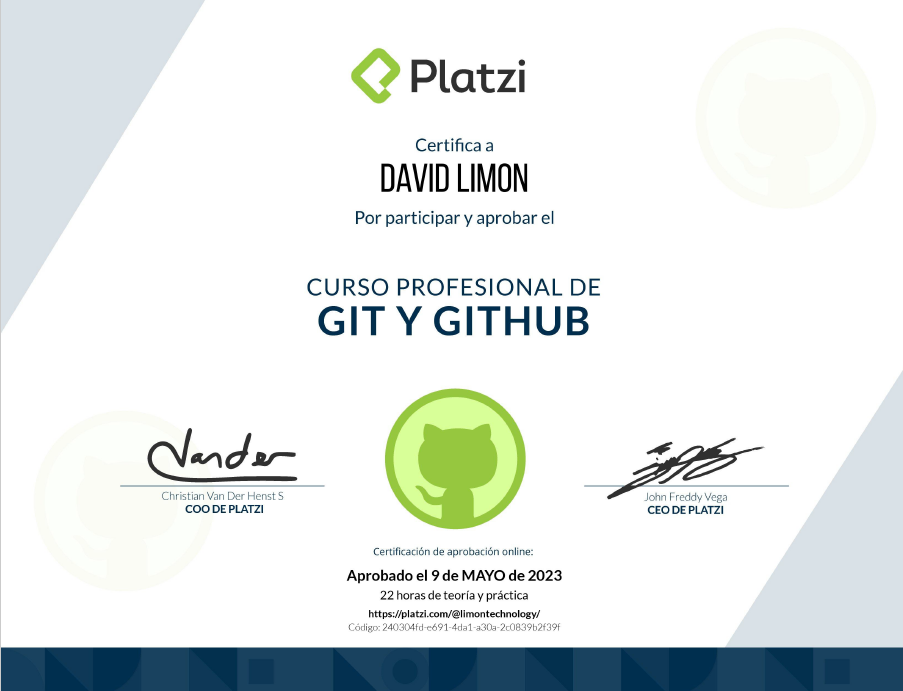 Platzi
Certifica a
DAVID LIMON
Por participar y aprobar el
CURSO PROFESIONAL DE
GIT Y GITHUB
Vander
Christian Van Der Henst S
COO DE PLATZI
John Freddy Vega
CEO DE PLATZI
Certificación de aprobación online:
Aprobado el 9 de MAYO de 2023
22 horas de teoría y práctica
https://platzi.com/@limontechnology/
Código: 240304fd-e691-4da1-a30a-2c0839b2f39f